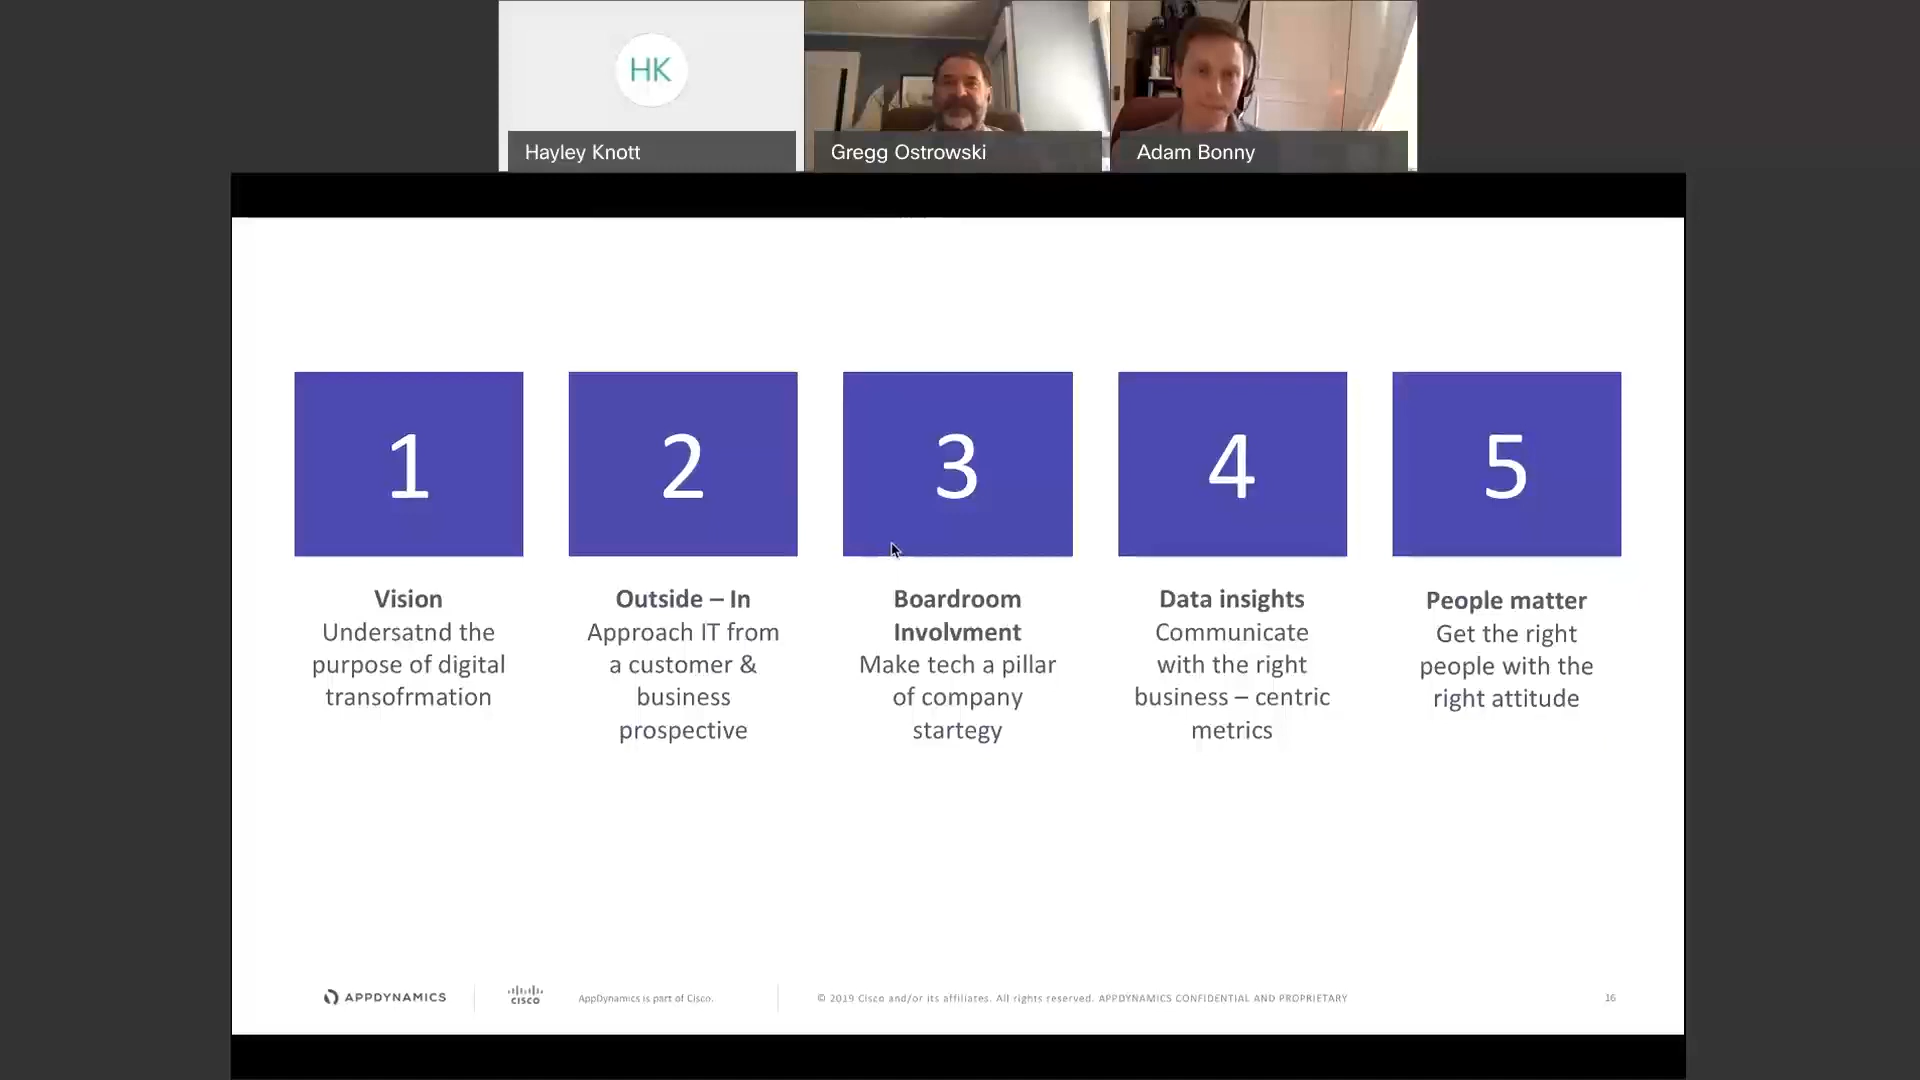 HK
Hayley Knott
Gregg Ostrowski
Adam Bonny
1
2
3
4
5
Vision
Undersatnd the
purpose of digital
transofrmation
Outside – In
Approach IT from
a customer &
business
prospective
Boardroom
Involvment
Make tech a pillar
of company
startegy
Data insights
Communicate
with the right
business – centric
metrics
People matter
Get the right
people with the
right attitude
APPDYNAMICS
CISCO
AppDynamics is part of Cisco.
© 2019 Cisco and/or its affiliates. All rights reserved. APPDYNAMICS CONFIDENTIAL AND PROPRIETARY
16